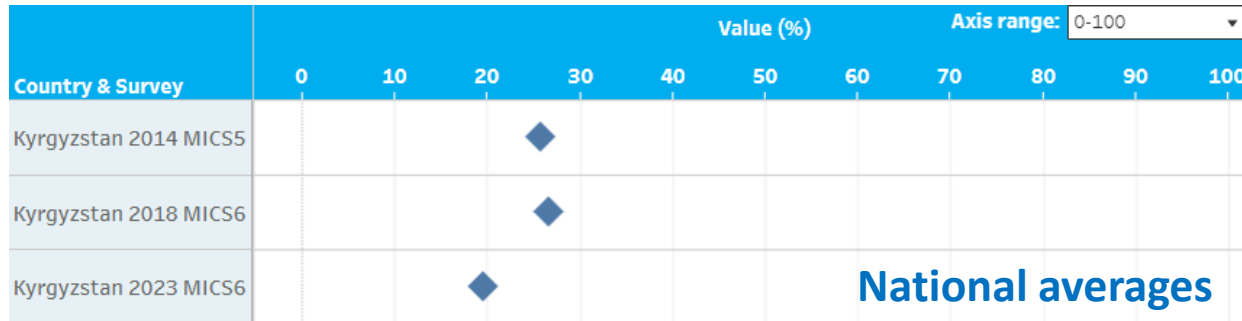 Value (%)
Axis range: 0-100
Country & Survey
0 10 20 30 40 50 60 70 80 90 100
Kyrgyzstan 2014 MICS5
Kyrgyzstan 2018 MICS6
Kyrgyzstan 2023 MICS6
National averages